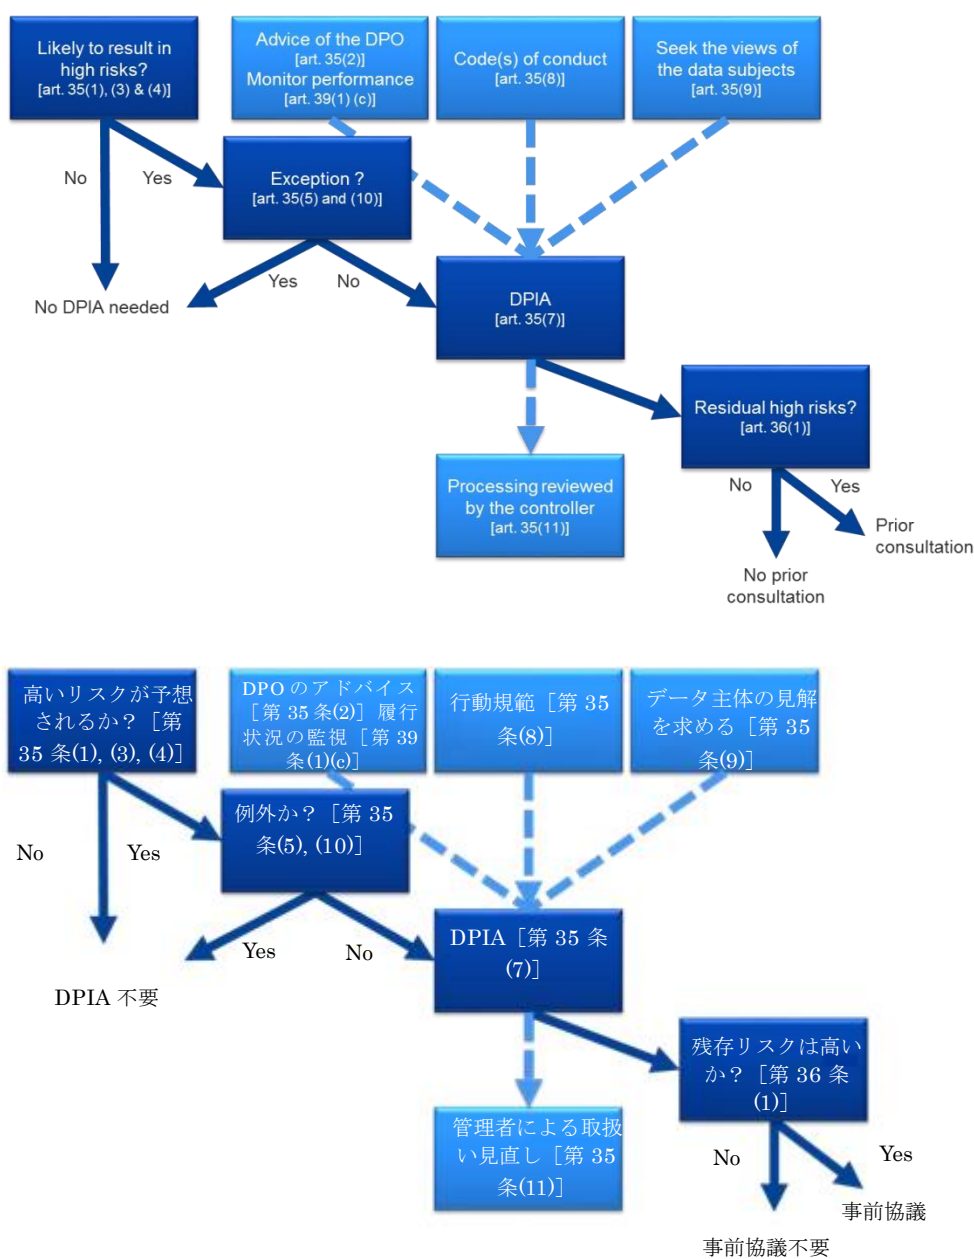 Likely to result in
high risks?
[art. 35(1), (3) & (4)]
Advice of the DPO
[art. 35(2)]
Monitor performance
[art. 39(1) (c)]
Code(s) of conduct
[art. 35(8)]
Seek the views of
the data subjects
[art. 35(9)]
No
Yes
Exception ?
[art. 35(5) and (10)]
Yes
No
No DPIA needed
DPIA
[art. 35(7)]
Residual high risks?
[art. 36(1)]
No
Yes
Processing reviewed
by the controller
[art. 35(11)]
Prior
consultation
No prior
consultation
高いリスクが予想
されるか？［第
35 条(1), (3), (4)］
DPO のアドバイス
［第 35 条(2)］履行
状況の監視［第 39
条(1)(c)］
行動規範［第 35
条(8)］
データ主体の見解
を求める［第 35
条(9)］
No
Yes
例外か？［第 35
条(5), (10)］
Yes
No
DPIA 不要
DPIA［第 35 条
(7)］
残存リスクは高い
か？［第 36 条
(1)］
管理者による取扱
い見直し［第 35
条(11)］
No
Yes
事前協議
事前協議不要